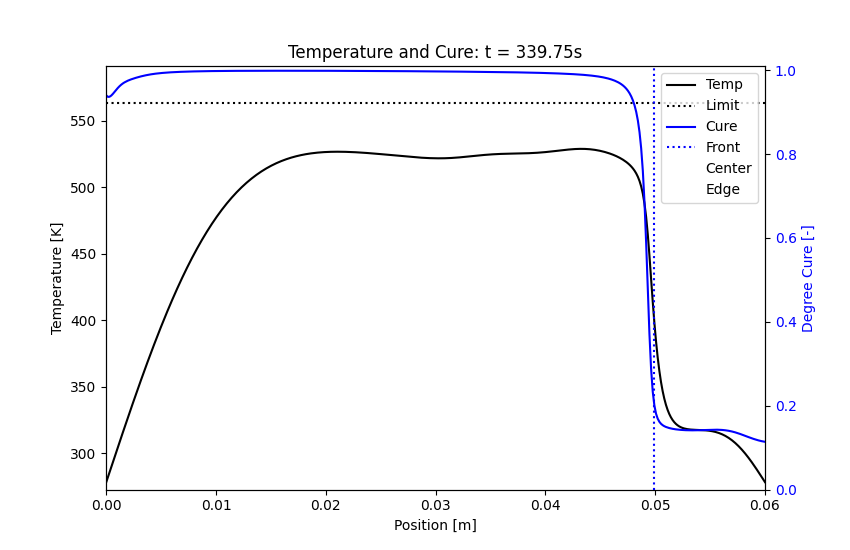 Temperature and Cure: t = 339.75s
Temperature [K]
550
500
450
400
350
300
Temp
Limit
Cure
Front
Center
Edge
1.0
0.8
0.6
0.4
0.2
0.0
Degree Cure [-]
0.00 0.01 0.02 0.03 0.04 0.05 0.06
Position [m]